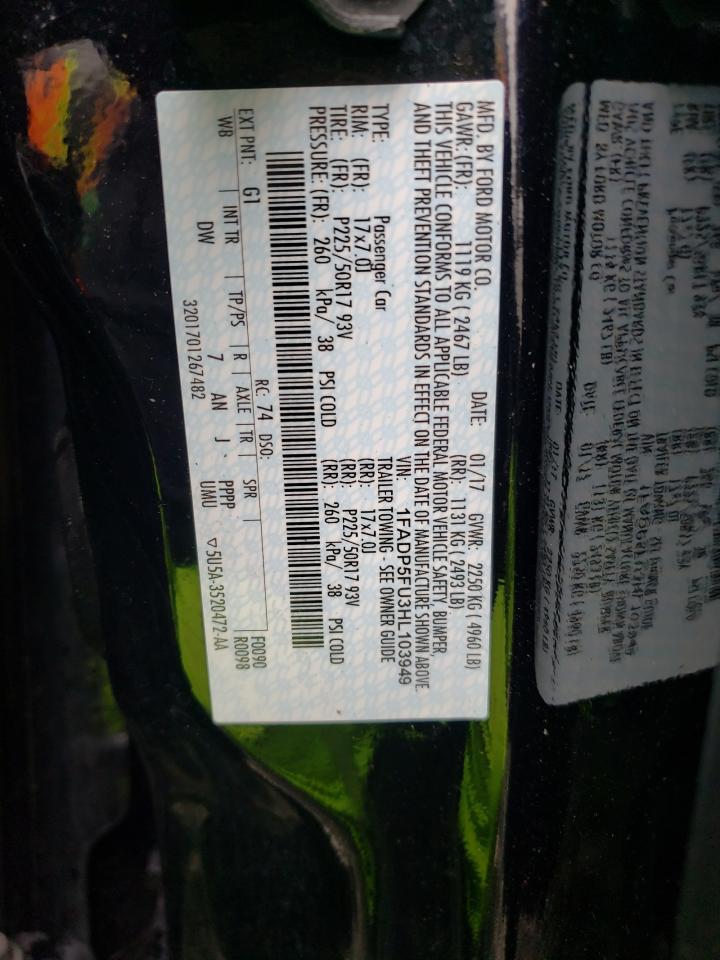 MFD. BY FORD MOTOR CO.
DATE: 01/17 GVWR: 2250 KG ( 4960 LB)
GAWR: (FR): 1119 KG ( 2467 LB) (RR): 1131 KG ( 2493 LB)
THIS VEHICLE CONFORMS TO ALL APPLICABLE FEDERAL MOTOR VEHICLE SAFETY, BUMPER,
AND THEFT PREVENTION STANDARDS IN EFFECT ON THE DATE OF MANUFACTURE SHOWN ABOVE.
VIN: 1FADP5FU3HL103949
TYPE: Passenger Car TRAILER TOWING - SEE OWNER GUIDE
RIM: (FR): 17x7.0J (RR): 17x7.0J
TIRE: (FR): P225/50R17 93V (RR): P225/50R17 93V
PRESSURE: (FR): 260 kPa/ 38 PSI COLD (RR): 260 kPa/ 38 PSI COLD
EXT PNT: G1 RC: 74 DSO: F0090
WB | INT TR | TP/PS | R | AXLE | TR | SPR | R0098
DW 7 AN J PPBP UMU
3201701267482 ▽5U5A-3520472-AA